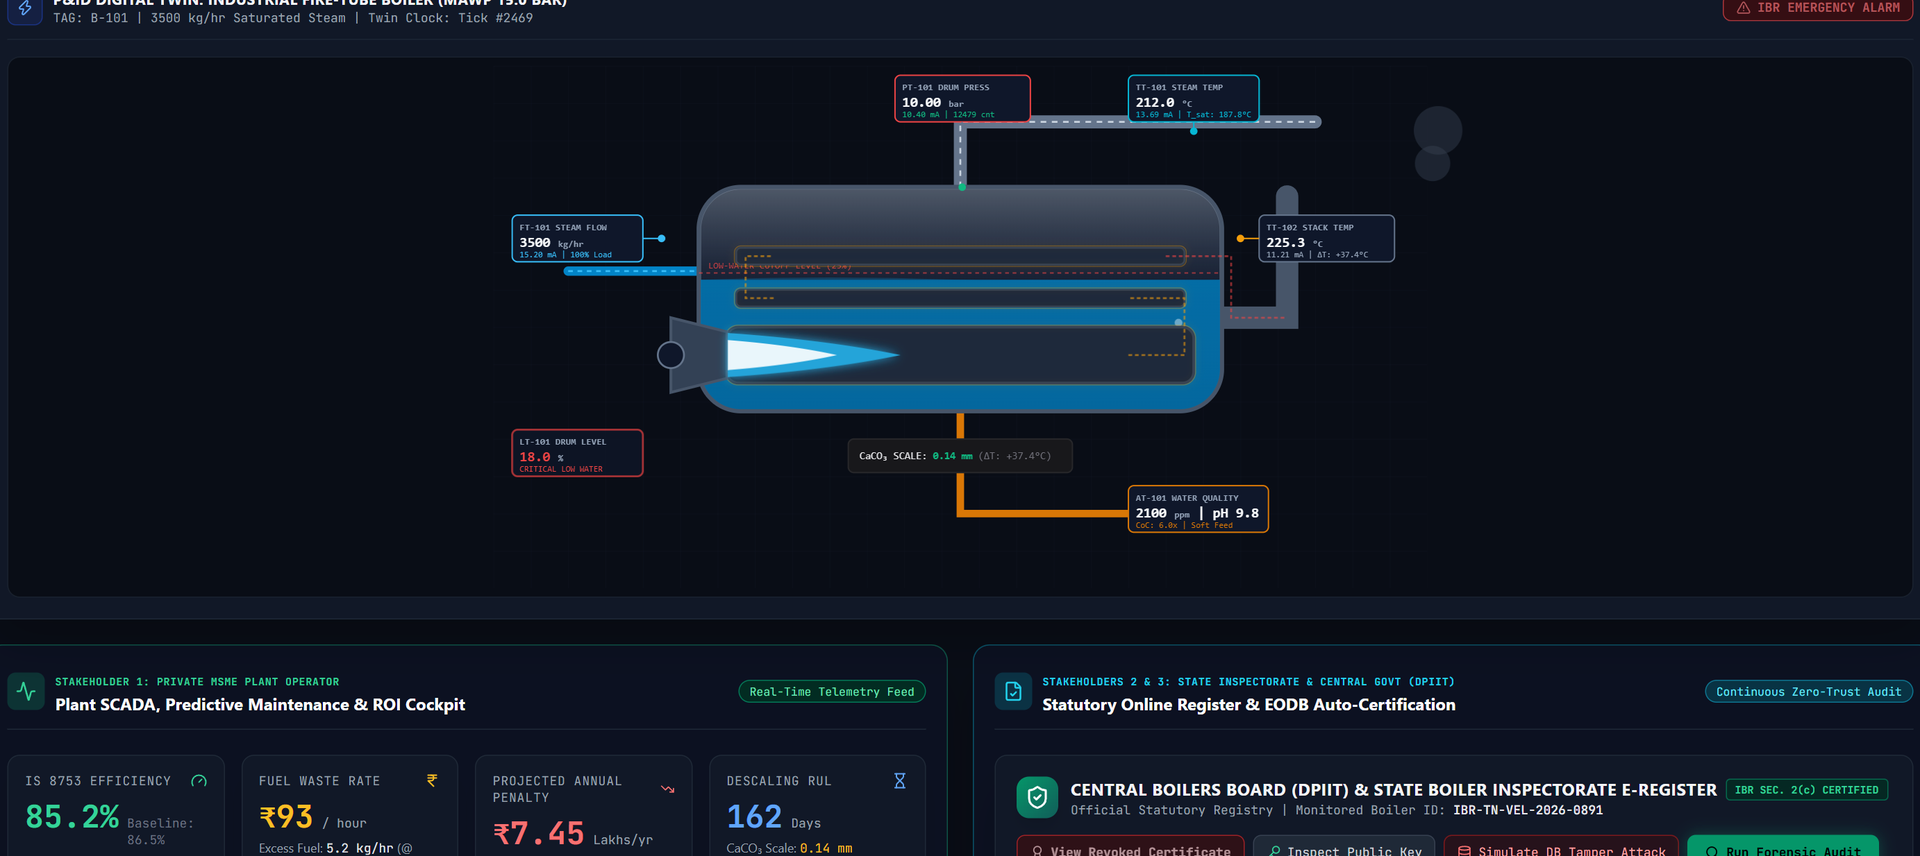 P&ID DIGITAL TWIN: INDUSTRIAL FIRE-TUBE BOILER (MAWP 15.0 BAR)
TAG: B-101 | 3500 kg/hr Saturated Steam | Twin Clock: Tick #2469
IBR EMERGENCY ALARM
PT-101 DRUM PRESS
10.00 bar
10.40 mA | 12479 cnt
TT-101 STEAM TEMP
212.0 °C
13.69 mA | T_sat: 187.8°C
FT-101 STEAM FLOW
3500 kg/hr
15.20 mA | 100% Load
TT-102 STACK TEMP
225.3 °C
11.21 mA | ΔT: +37.4°C
LOW-WATER CUTOFF LEVEL (25%)
LT-101 DRUM LEVEL
18.0 %
CRITICAL LOW WATER
CaCO₃ SCALE: 0.14 mm (ΔT: +37.4°C)
AT-101 WATER QUALITY
2100 ppm | pH 9.8
CoC: 6.0x | Soft Feed
STAKEHOLDER 1: PRIVATE MSME PLANT OPERATOR
Plant SCADA, Predictive Maintenance & ROI Cockpit
Real-Time Telemetry Feed
IS 8753 EFFICIENCY
85.2% Baseline:
86.5%
FUEL WASTE RATE
₹
₹93 / hour
Excess Fuel: 5.2 kg/hr (@
PROJECTED ANNUAL
PENALTY
₹7.45 Lakhs/yr
DESCALING RUL
162 Days
CaCO₃ Scale: 0.14 mm
STAKEHOLDERS 2 & 3: STATE INSPECTORATE & CENTRAL GOVT (DPIIT)
Statutory Online Register & EODB Auto-Certification
Continuous Zero-Trust Audit
CENTRAL BOILERS BOARD (DPIIT) & STATE BOILER INSPECTORATE E-REGISTER
IBR SEC. 2(c) CERTIFIED
Official Statutory Registry | Monitored Boiler ID: IBR-TN-VEL-2026-0891
View Revoked Certificate
Inspect Public Key
Simulate DB Tamper Attack
Run Forensic Audit